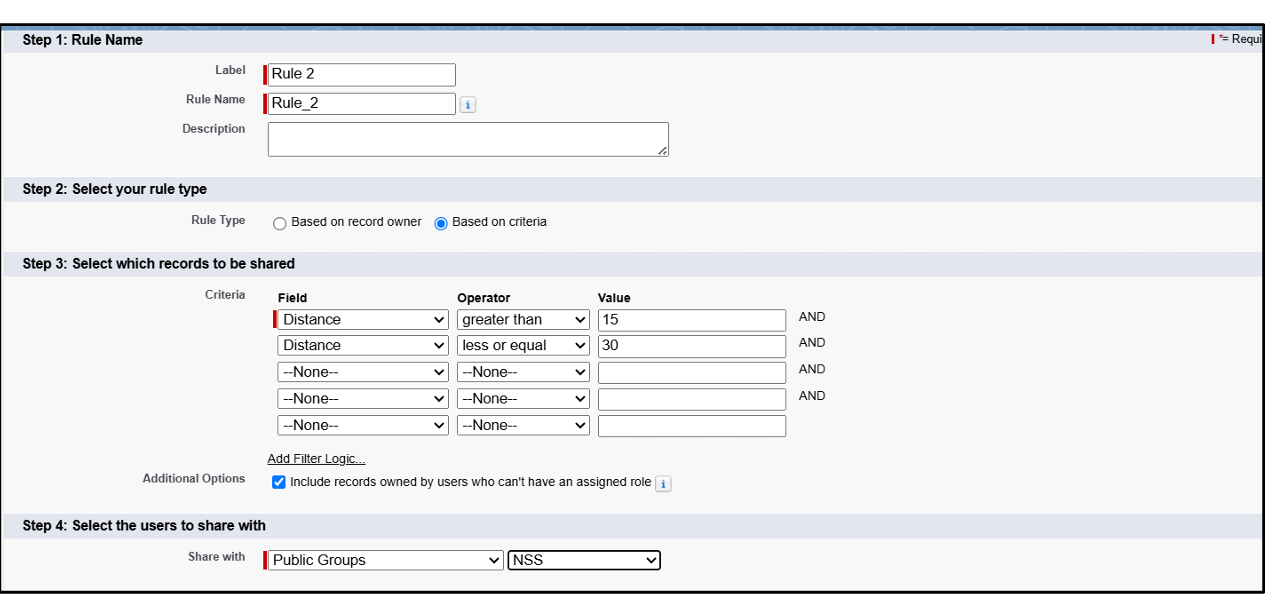 Step 1: Rule Name *= Requi
Label Rule 2
Rule Name Rule_2 i
Description
Step 2: Select your rule type
Rule Type Based on record owner Based on criteria
Step 3: Select which records to be shared
Criteria Field Operator Value
Distance greater than 15 AND
Distance less or equal 30 AND
--None-- --None-- AND
--None-- --None-- AND
--None-- --None--
Add Filter Logic...
Additional Options Include records owned by users who can't have an assigned role i
Step 4: Select the users to share with
Share with Public Groups NSS